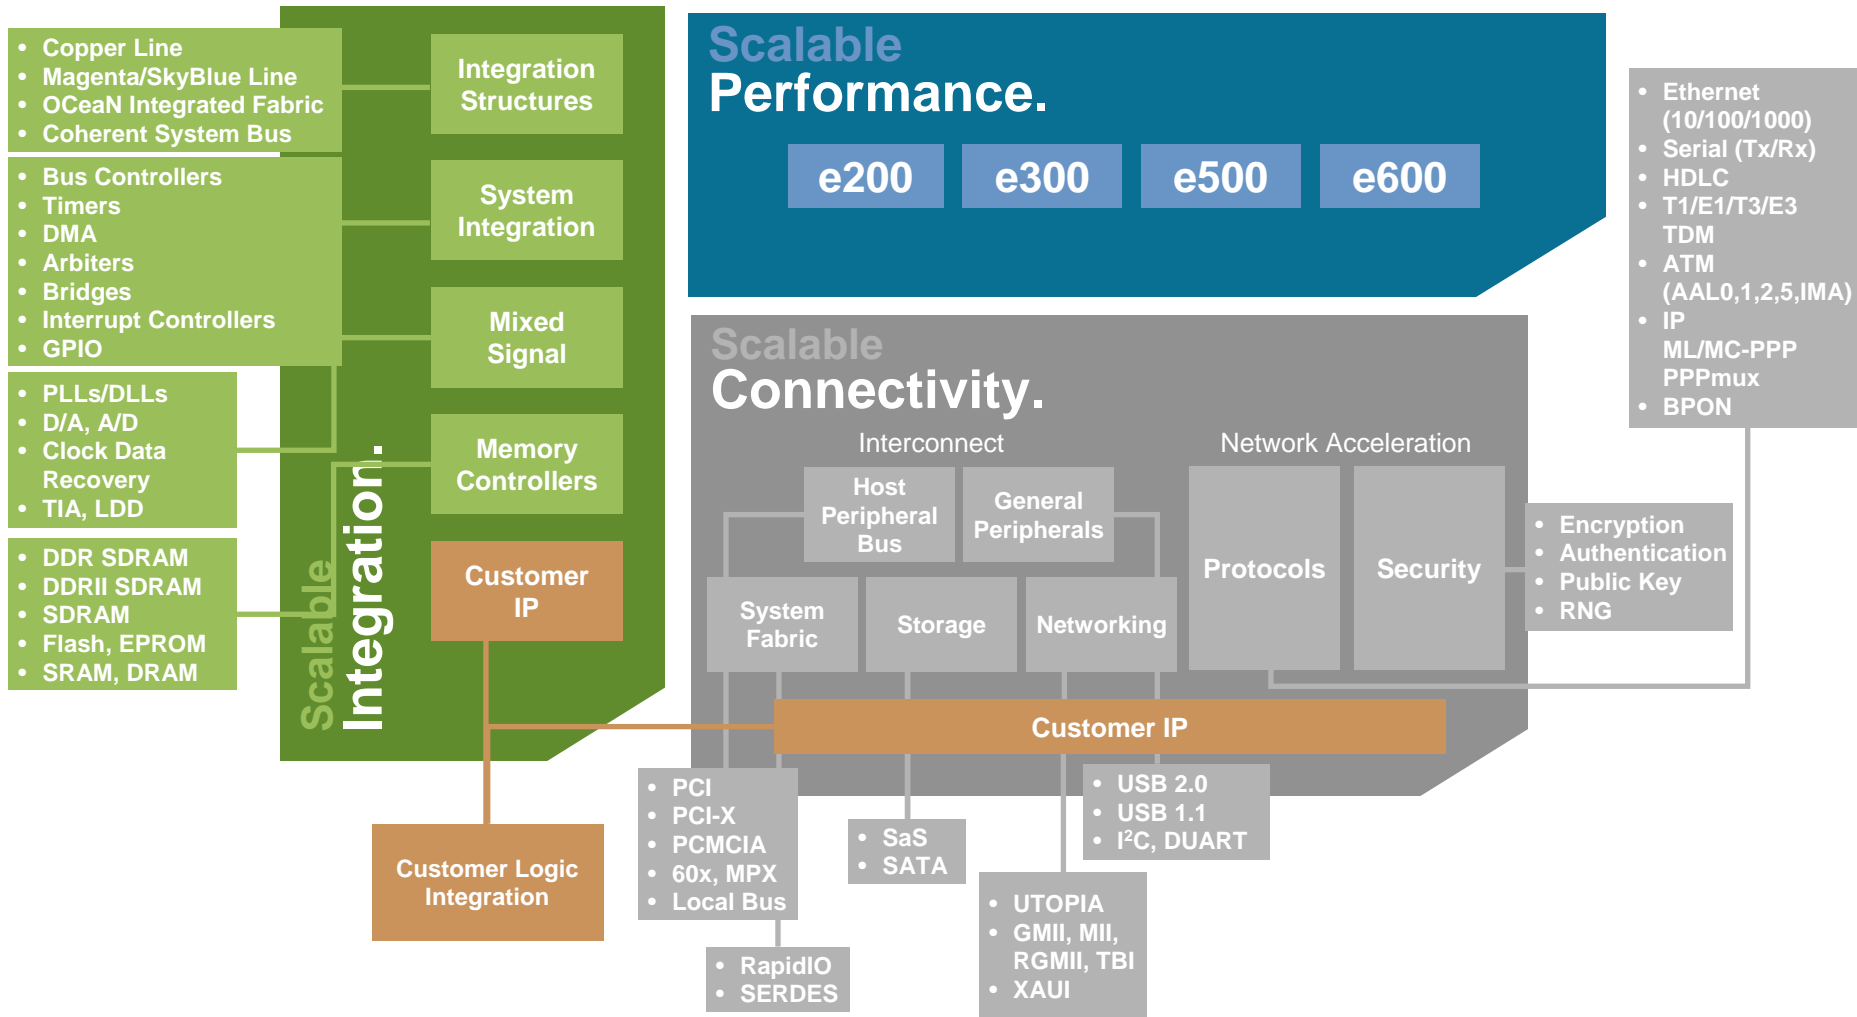 • Copper Line
• Magenta/SkyBlue Line
• OCeaN Integrated Fabric
• Coherent System Bus
• Bus Controllers
• Timers
• DMA
• Arbiters
• Bridges
• Interrupt Controllers
• GPIO
• PLLs/DLLs
• D/A, A/D
• Clock Data
Recovery
• TIA, LDD
• DDR SDRAM
• DDRII SDRAM
• SDRAM
• Flash, EPROM
• SRAM, DRAM
Scalable
Integration.
Integration
Structures
System
Integration
Mixed
Signal
Memory
Controllers
Customer
IP
Customer Logic
Integration
Scalable
Performance.
e200
e300
e500
e600
Scalable
Connectivity.
Interconnect
Host
Peripheral
Bus
General
Peripherals
System
Fabric
Storage
Networking
Network Acceleration
Protocols
Security
Customer IP
• PCI
• PCI-X
• PCMCIA
• 60x, MPX
• Local Bus
• RapidIO
• SERDES
• SaS
• SATA
• UTOPIA
• GMII, MII,
RGMII, TBI
• XAUI
• USB 2.0
• USB 1.1
• I²C, DUART
• Encryption
• Authentication
• Public Key
• RNG
• Ethernet
(10/100/1000)
• Serial (Tx/Rx)
• HDLC
• T1/E1/T3/E3
TDM
• ATM
(AAL0,1,2,5,IMA)
• IP
ML/MC-PPP
PPPmux
• BPON